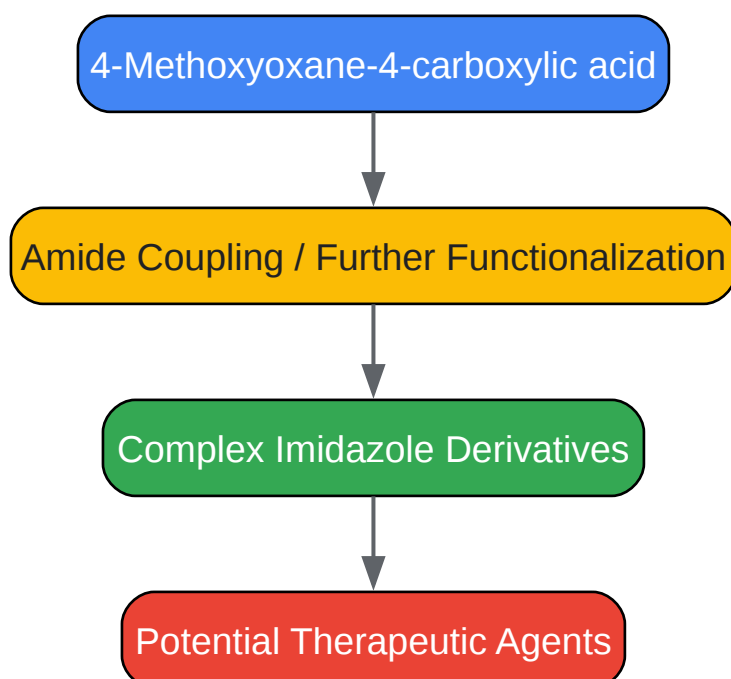 4-Methoxyoxane-4-carboxylic acid
Amide Coupling / Further Functionalization
Complex Imidazole Derivatives
Potential Therapeutic Agents